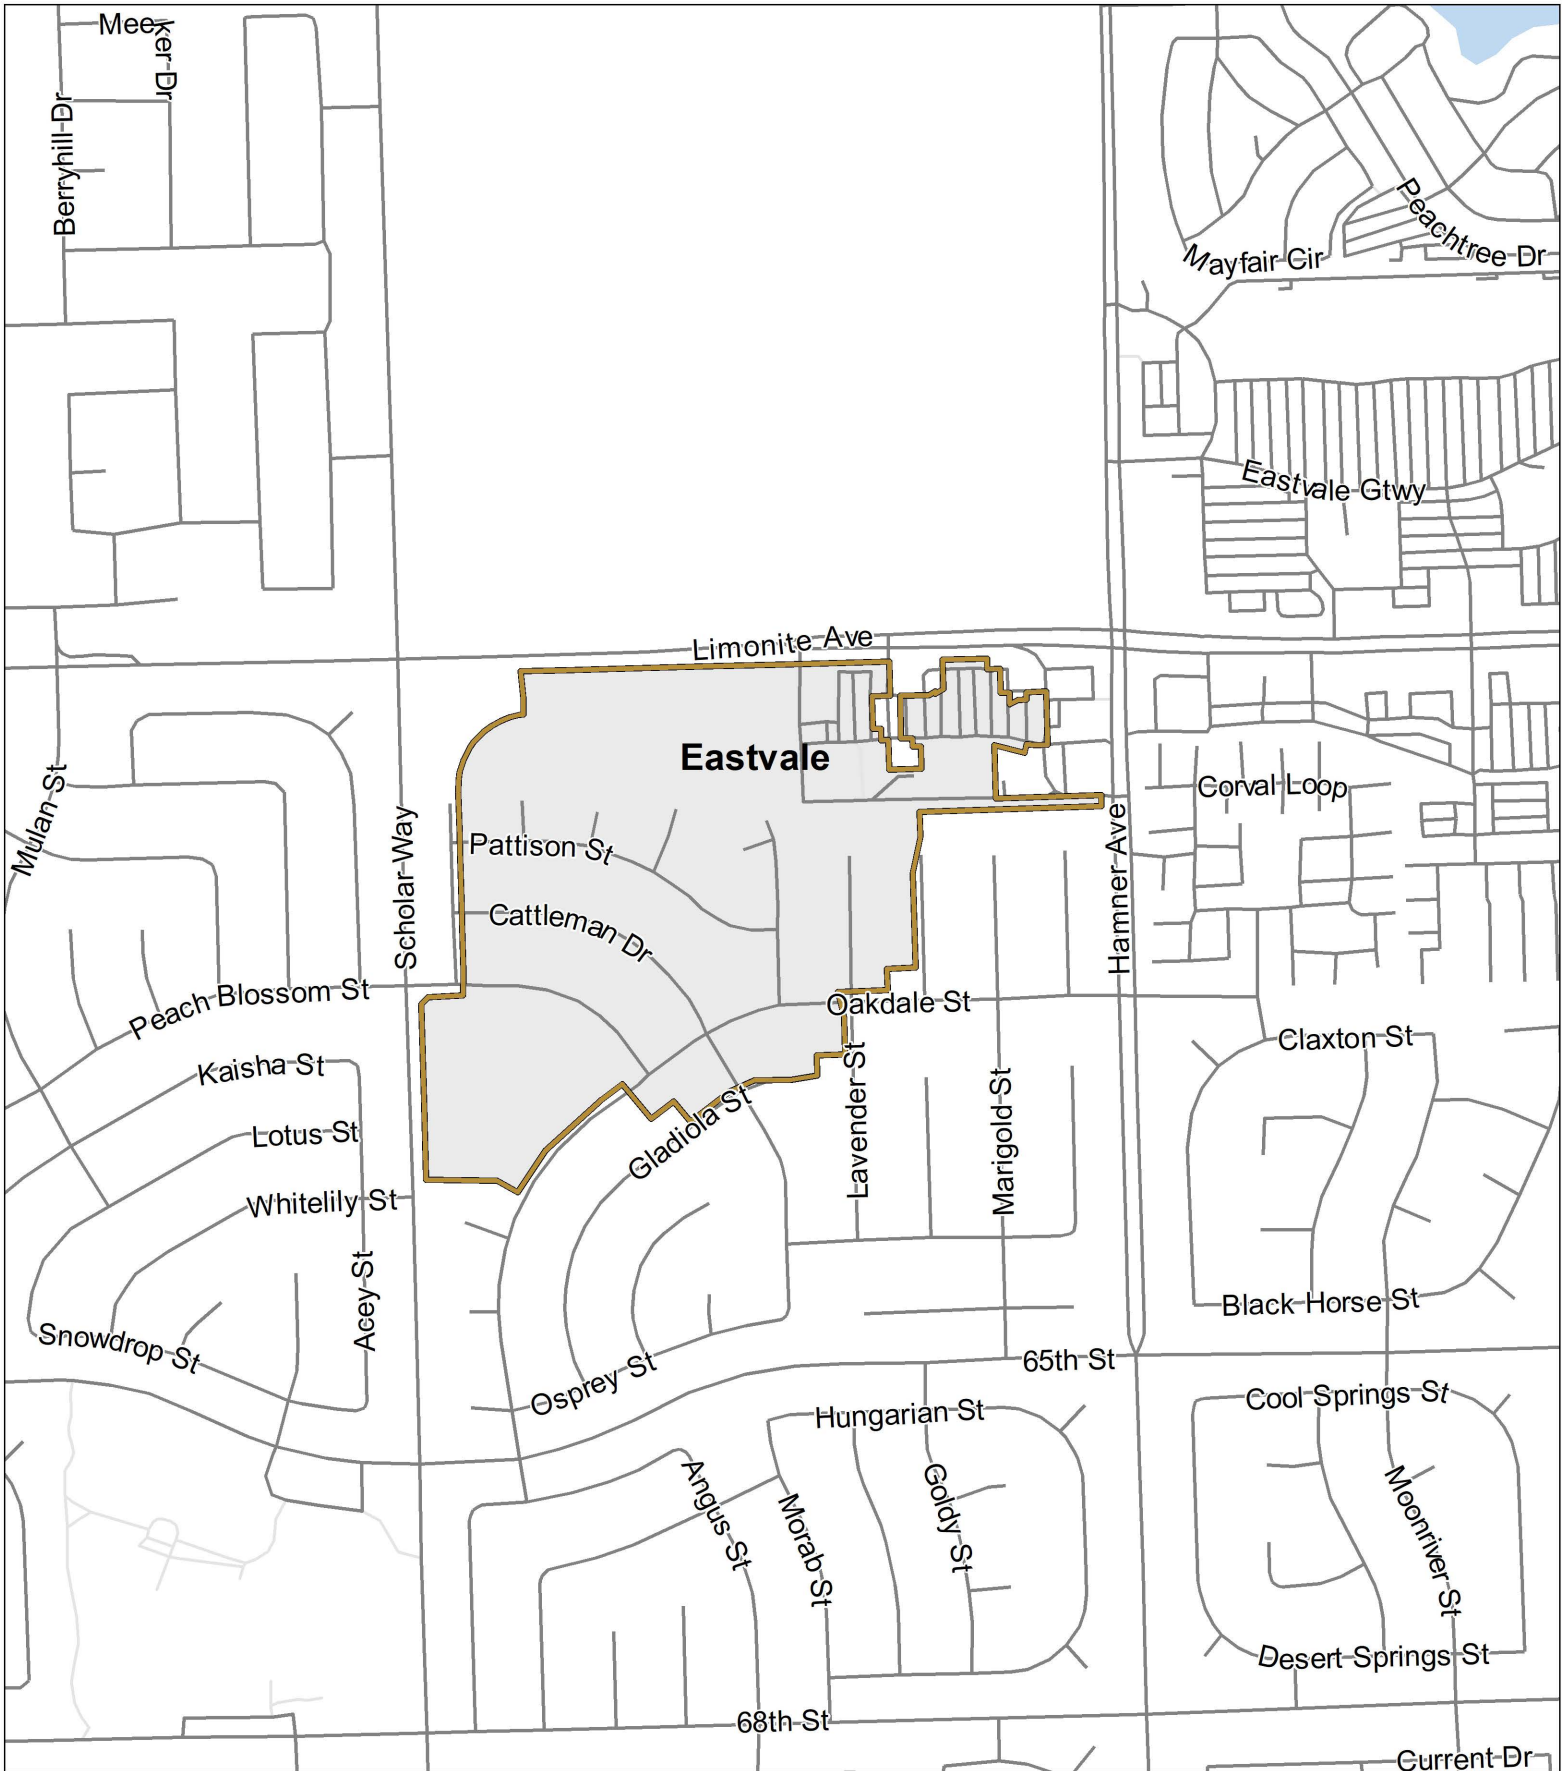 Meeker Dr
Berryhill Dr
Peachtree Dr
Mayfair Cir
Eastvale Gtwy
Limonite Ave
Eastvale
Corval Loop
Mulan St
Scholar Way
Hamner Ave
Pattison St
Cattleman Dr
Peach Blossom St
Oakdale St
Claxton St
Kaisha St
Lavender St
Marigold St
Gladiola St
Lotus St
Whitelily St
Acey St
Black Horse St
Snowdrop St
65th St
Osprey St
Cool Springs St
Hungarian St
Angus St
Morab St
Goldy St
Moonriver St
Desert Springs St
68th St
Current Dr